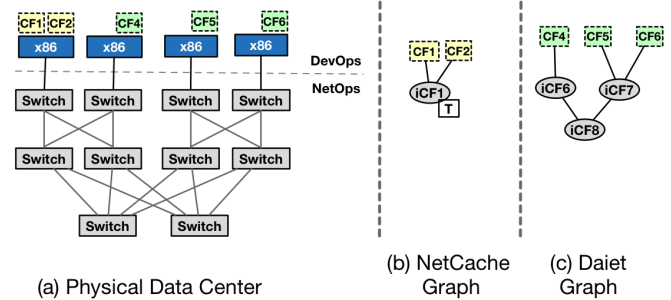 CF1 CF2 CF4 CF5 CF6
x86 x86 x86 x86
DevOps
NetOps
Switch Switch Switch Switch
Switch Switch Switch Switch
Switch Switch
(a) Physical Data Center
CF1 CF2
iCF1
T
(b) NetCache
Graph
CF4 CF5 CF6
iCF6 iCF7
iCF8
(c) Daiet
Graph